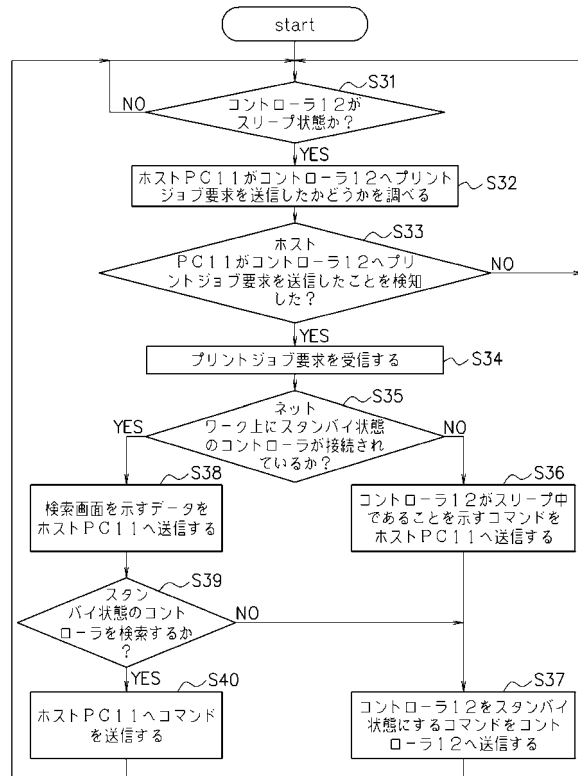 start
S31
NO
コントローラ12が
スリープ状態か？
YES
ホストPC11がコントローラ12へプリント
ジョブ要求を送信したかどうかを調べる
S32
S33
ホスト
PC11がコントローラ12へプリ
ントジョブ要求を送信したことを検知
した？
NO
YES
プリントジョブ要求を受信する
S34
S35
ネット
ワーク上にスタンバイ状態
のコントローラが接続され
ているか？
YES
NO
S38
検索画面を示すデータを
ホストPC11へ送信する
S36
コントローラ12がスリープ中
であることを示すコマンドを
ホストPC11へ送信する
S39
スタン
バイ状態のコント
ローラを検索するか
？
NO
YES
S40
ホストPC11へコマンド
を送信する
S37
コントローラ12をスタンバイ
状態にするコマンドをコント
ローラ12へ送信する